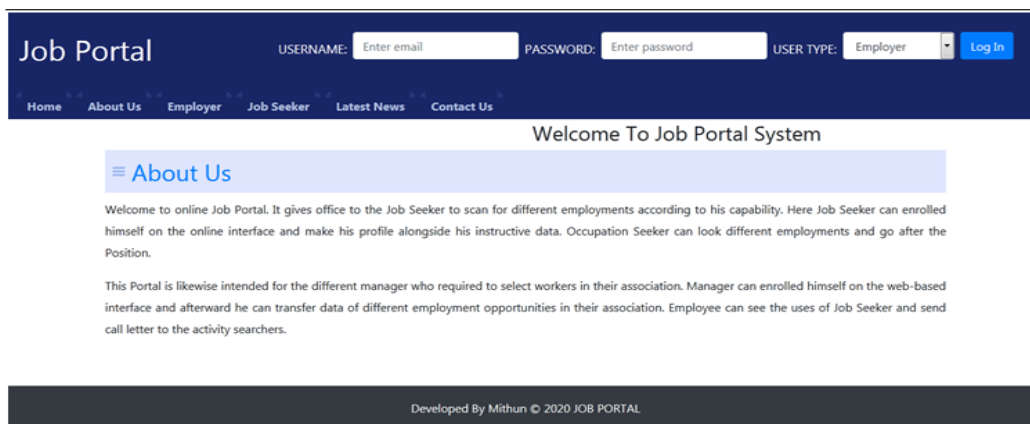 Job Portal USERNAME: Enter email PASSWORD: Enter password USER TYPE: Employer Log In
Home About Us Employer Job Seeker Latest News Contact Us
Welcome To Job Portal System
About Us
Welcome to online Job Portal. It gives office to the Job Seeker to scan for different employments according to his capability. Here Job Seeker can enrolled
himself on the online interface and make his profile alongside his instructive data. Occupation Seeker can look different employments and go after the
Position.
This Portal is likewise intended for the different manager who required to select workers in their association. Manager can enrolled himself on the web-based
interface and afterward he can transfer data of different employment opportunities in their association. Employee can see the uses of Job Seeker and send
call letter to the activity searchers.
Developed By Mithun © 2020 JOB PORTAL